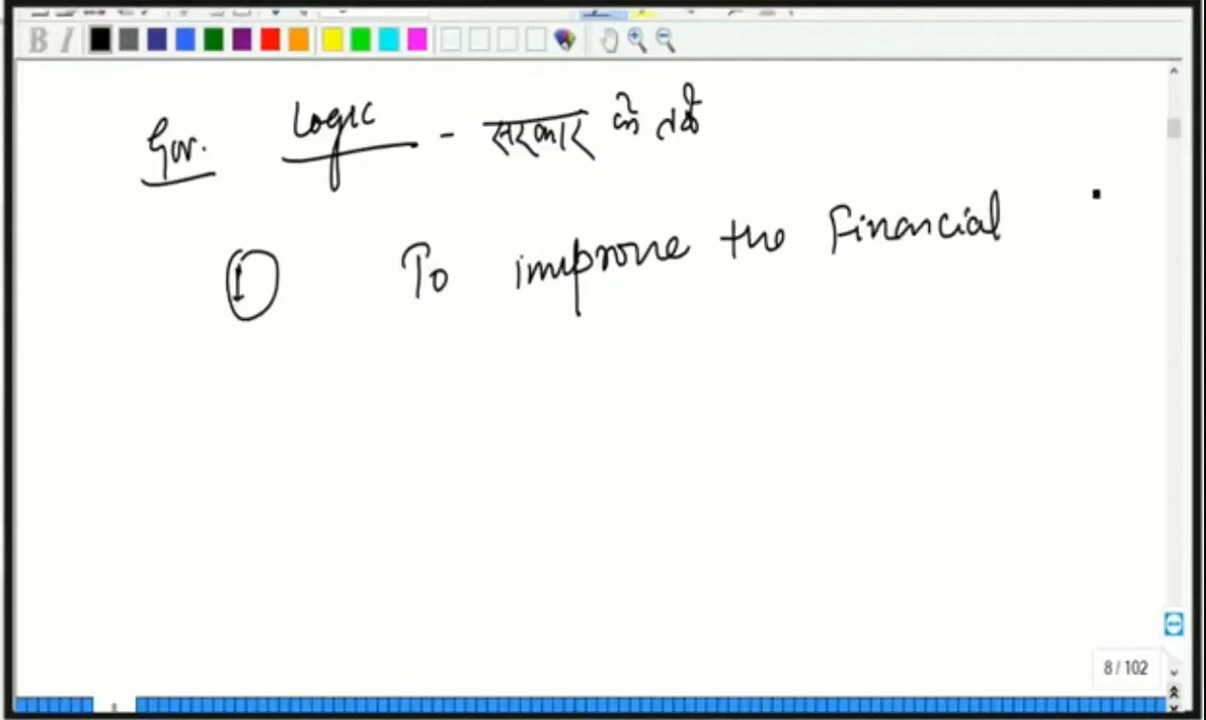 Gov. Logic - सरकार के तर्क
① To improve the Financial
8 / 102